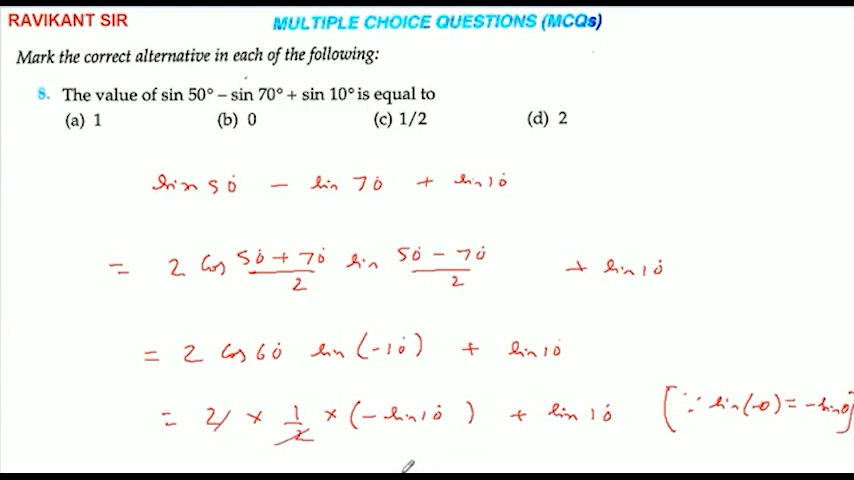 RAVIKANT SIR
MULTIPLE CHOICE QUESTIONS (MCQs)
Mark the correct alternative in each of the following:
8. The value of sin 50° – sin 70° + sin 10° is equal to
(a) 1 (b) 0 (c) 1/2 (d) 2
sin 50° - sin 70° + sin 10°
= 2 cos (50° + 70°)/2 sin (50° - 70°)/2 + sin 10°
= 2 cos 60° sin (-10°) + sin 10°
= 2 × 1/2 × (- sin 10°) + sin 10° [∵ sin(-θ) = - sin θ]